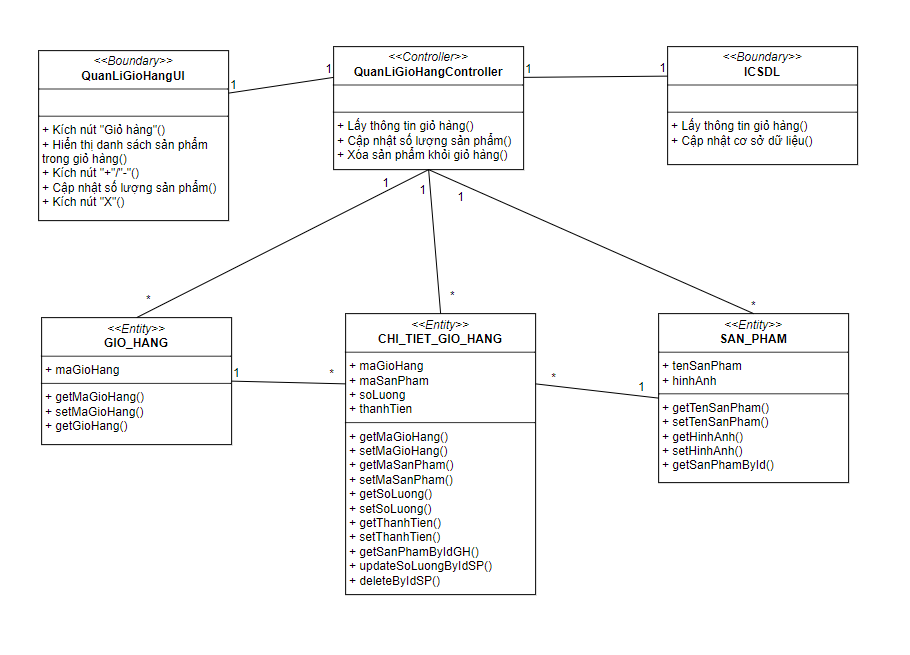 <<Boundary>>
QuanLiGioHangUI
+ Kích nút "Giỏ hàng"()
+ Hiển thị danh sách sản phẩm
trong giỏ hàng()
+ Kích nút "+"/"-"()
+ Cập nhật số lượng sản phẩm()
+ Kích nút "X"()
1
1
<<Controller>>
QuanLiGioHangController
+ Lấy thông tin giỏ hàng()
+ Cập nhật số lượng sản phẩm()
+ Xóa sản phẩm khỏi giỏ hàng()
1
1
<<Boundary>>
ICSDL
+ Lấy thông tin giỏ hàng()
+ Cập nhật cơ sở dữ liệu()
1
1
1
*
*
*
<<Entity>>
GIO_HANG
+ maGioHang
+ getMaGioHang()
+ setMaGioHang()
+ getGioHang()
1
*
<<Entity>>
CHI_TIET_GIO_HANG
+ maGioHang
+ maSanPham
+ soLuong
+ thanhTien
+ getMaGioHang()
+ setMaGioHang()
+ getMaSanPham()
+ setMaSanPham()
+ getSoLuong()
+ setSoLuong()
+ getThanhTien()
+ setThanhTien()
+ getSanPhamByIdGH()
+ updateSoLuongByIdSP()
+ deleteByIdSP()
*
1
<<Entity>>
SAN_PHAM
+ tenSanPham
+ hinhAnh
+ getTenSanPham()
+ setTenSanPham()
+ getHinhAnh()
+ setHinhAnh()
+ getSanPhamById()